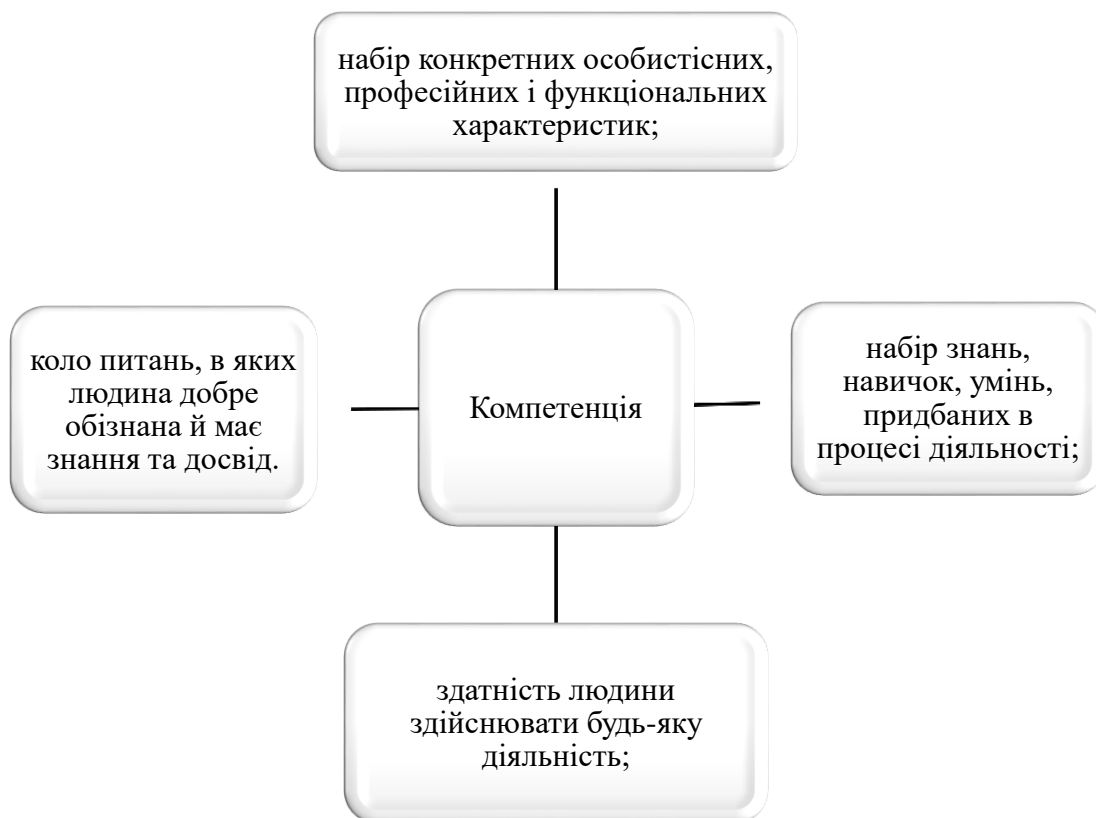 набір конкретних особистісних,
професійних і функціональних
характеристик;
коло питань, в яких
людина добре
обізнана й має
знання та досвід.
Компетенція
набір знань,
навичок, умінь,
придбаних в
процесі діяльності;
здатність людини
здійснювати будь-яку
діяльність;